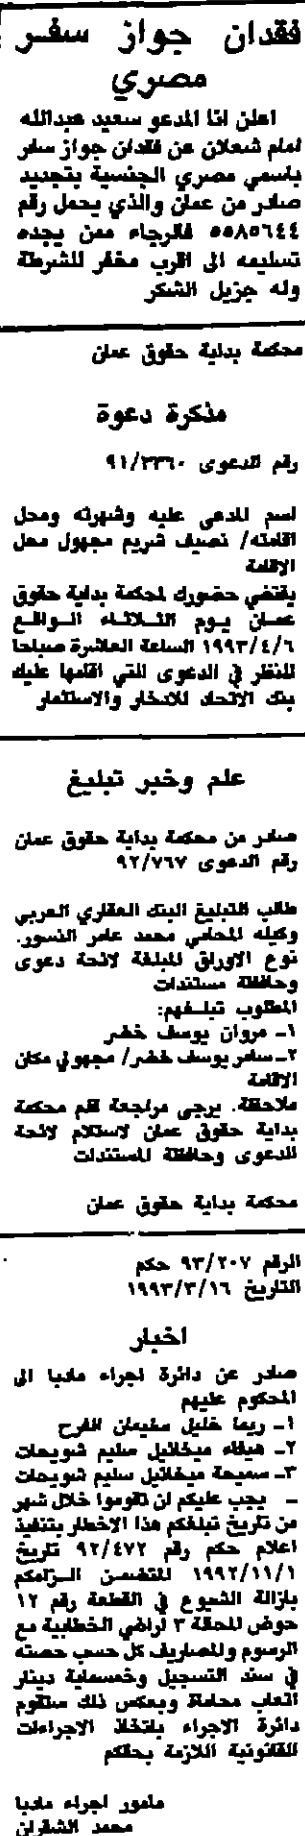 فقدان جواز سفر
مصري
اعلن انا المدعو سعيد عبدالله
امام شعلان عن فقدان جواز سفر
باسمي مصري الجنسية بتجديد
صادر من عمان والذي يحمل رقم
٥٥٨٥٦٤٤ فالرجاء ممن يجده
تسليمه الى اقرب مخفر للشرطة
وله جزيل الشكر
محكمة بداية حقوق عمان
مذكرة دعوة
رقم الدعوى ٩١/٣٣٦٠
اسم المدعى عليه وشهرته ومحل
اقامته/ نصيف شريم مجهول محل
الاقامة
يقتضي حضورك لمحكمة بداية حقوق
عمان يوم الثلاثاء الواقع
١٩٩٣/٤/٦ الساعة العاشرة صباحا
للنظر في الدعوى التي اقامها عليك
بنك الاتحاد للادخار والاستثمار
علم وخبر تبليغ
صادر عن محكمة بداية حقوق عمان
رقم الدعوى ٩٢/٧٦٧
طالب التبليغ البنك العقاري العربي
وكيله المحامي محمد عامر النسور.
نوع الاوراق المبلغة لائحة دعوى
وحافظة مستندات
المطلوب تبلغهم:
١- مروان يوسف خضر
٢- سامر يوسف خضر/ مجهولي مكان
الاقامة
ملاحظة. يرجى مراجعة قلم محكمة
بداية حقوق عمان لاستلام لائحة
الدعوى وحافظة المستندات
محكمة بداية حقوق عمان
الرقم ٩٣/٢٠٧ حكم
التاريخ ١٩٩٣/٣/١٦
اخبار
صادر عن دائرة اجراء مادبا الى
المحكوم عليهم
١- ريما خليل سليمان الفرح
٢- هيفاء ميخائيل سليم شويحات
٣- سميحة ميخائيل سليم شويحات
- يجب عليكم ان تقوموا خلال شهر
من تاريخ تبلغكم هذا الاخطار بتنفيذ
اعلام حكم رقم ٩٢/٤٧٢ تاريخ
١٩٩٢/١١/١ المتضمن الزامكم
بازالة الشيوع في القطعة رقم ١٢
حوض المحقة ٣ اراضي الخطابية مع
الرسوم والمصاريف كل حسب حصته
في سند التسجيل وخمسماية دينار
اتعاب محاماة وبعكس ذلك ستقوم
دائرة الاجراء باتخاذ الاجراءات
القانونية اللازمة بحقكم
مامور اجراء مادبا
محمد الشقران